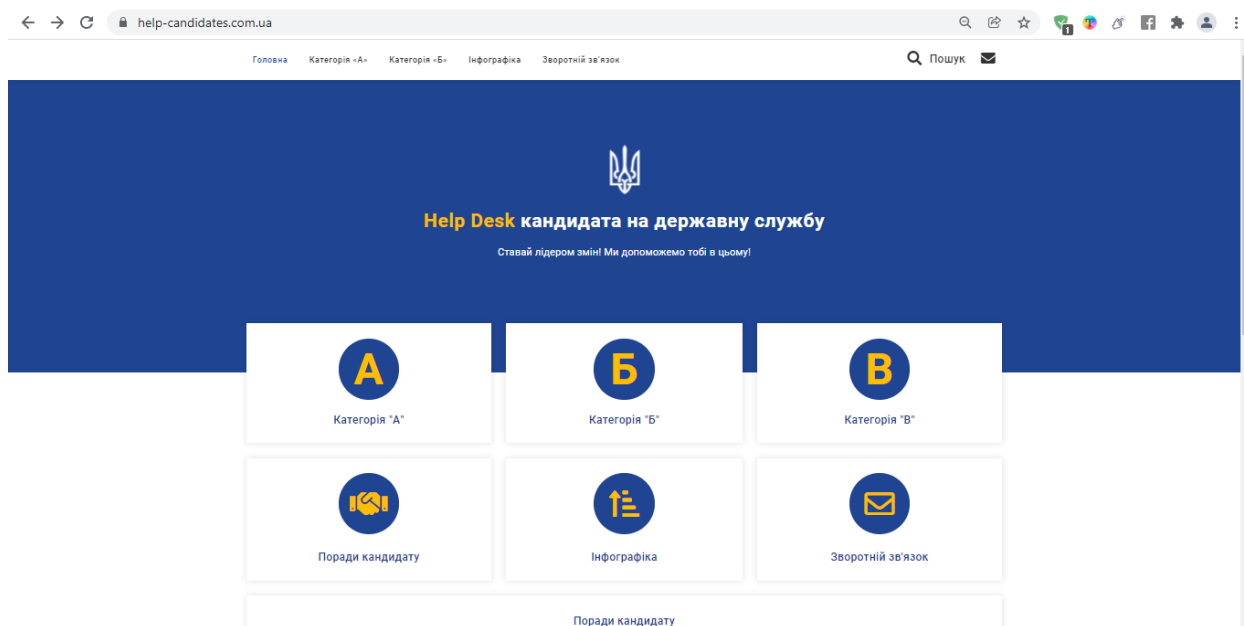 help-candidates.com.ua
1
Головна Категорія «А» Категорія «Б» Інфографіка Зворотній зв'язок Пошук
Help Desk кандидата на державну службу
Ставай лідером змін! Ми допоможемо тобі в цьому!
А Б В
Категорія "А" Категорія "Б" Категорія "В"
Поради кандидату Інфографіка Зворотній зв'язок
Поради кандидату